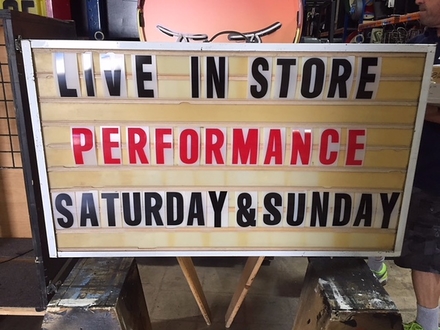 LIVE IN STORE
PERFORMANCE
SATURDAY & SUNDAY